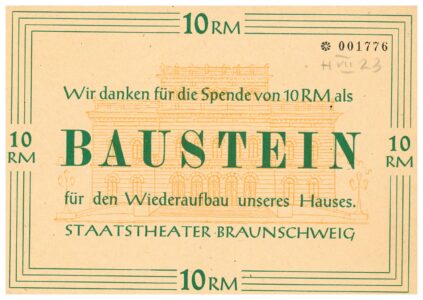 10 RM
* 001776
H VII 23
Wir danken für die Spende von 10 RM als
10
RM
BAUSTEIN
10
RM
für den Wiederaufbau unseres Hauses.
STAATSTHEATER BRAUNSCHWEIG
10 RM